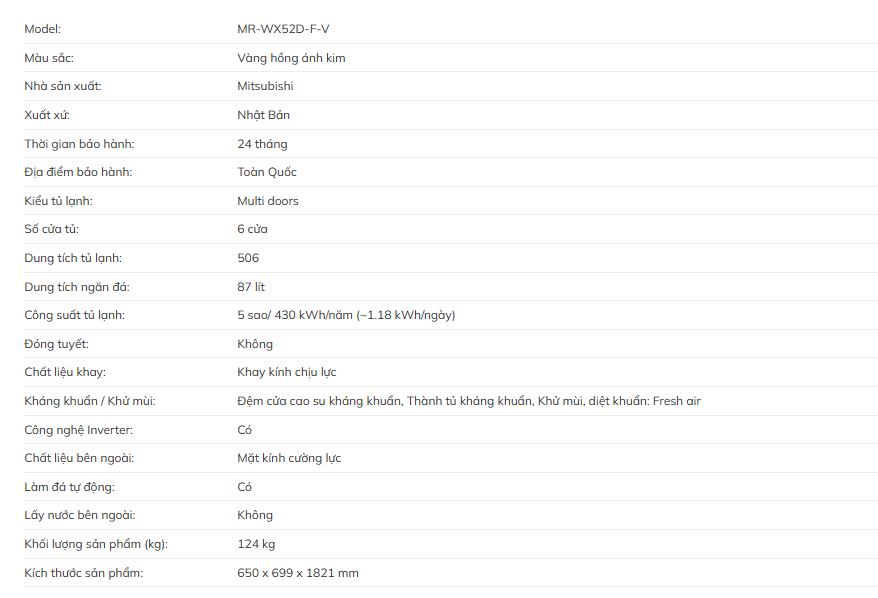 Model: MR-WX52D-F-V
Màu sắc: Vàng hồng ánh kim
Nhà sản xuất: Mitsubishi
Xuất xứ: Nhật Bản
Thời gian bảo hành: 24 tháng
Địa điểm bảo hành: Toàn Quốc
Kiểu tủ lạnh: Multi doors
Số cửa tủ: 6 cửa
Dung tích tủ lạnh: 506
Dung tích ngăn đá: 87 lít
Công suất tủ lạnh: 5 sao/ 430 kWh/năm (~1.18 kWh/ngày)
Đóng tuyết: Không
Chất liệu khay: Khay kính chịu lực
Kháng khuẩn / Khử mùi: Đệm cửa cao su kháng khuẩn, Thành tủ kháng khuẩn, Khử mùi, diệt khuẩn: Fresh air
Công nghệ Inverter: Có
Chất liệu bên ngoài: Mặt kính cường lực
Làm đá tự động: Có
Lấy nước bên ngoài: Không
Khối lượng sản phẩm (kg): 124 kg
Kích thước sản phẩm: 650 x 699 x 1821 mm